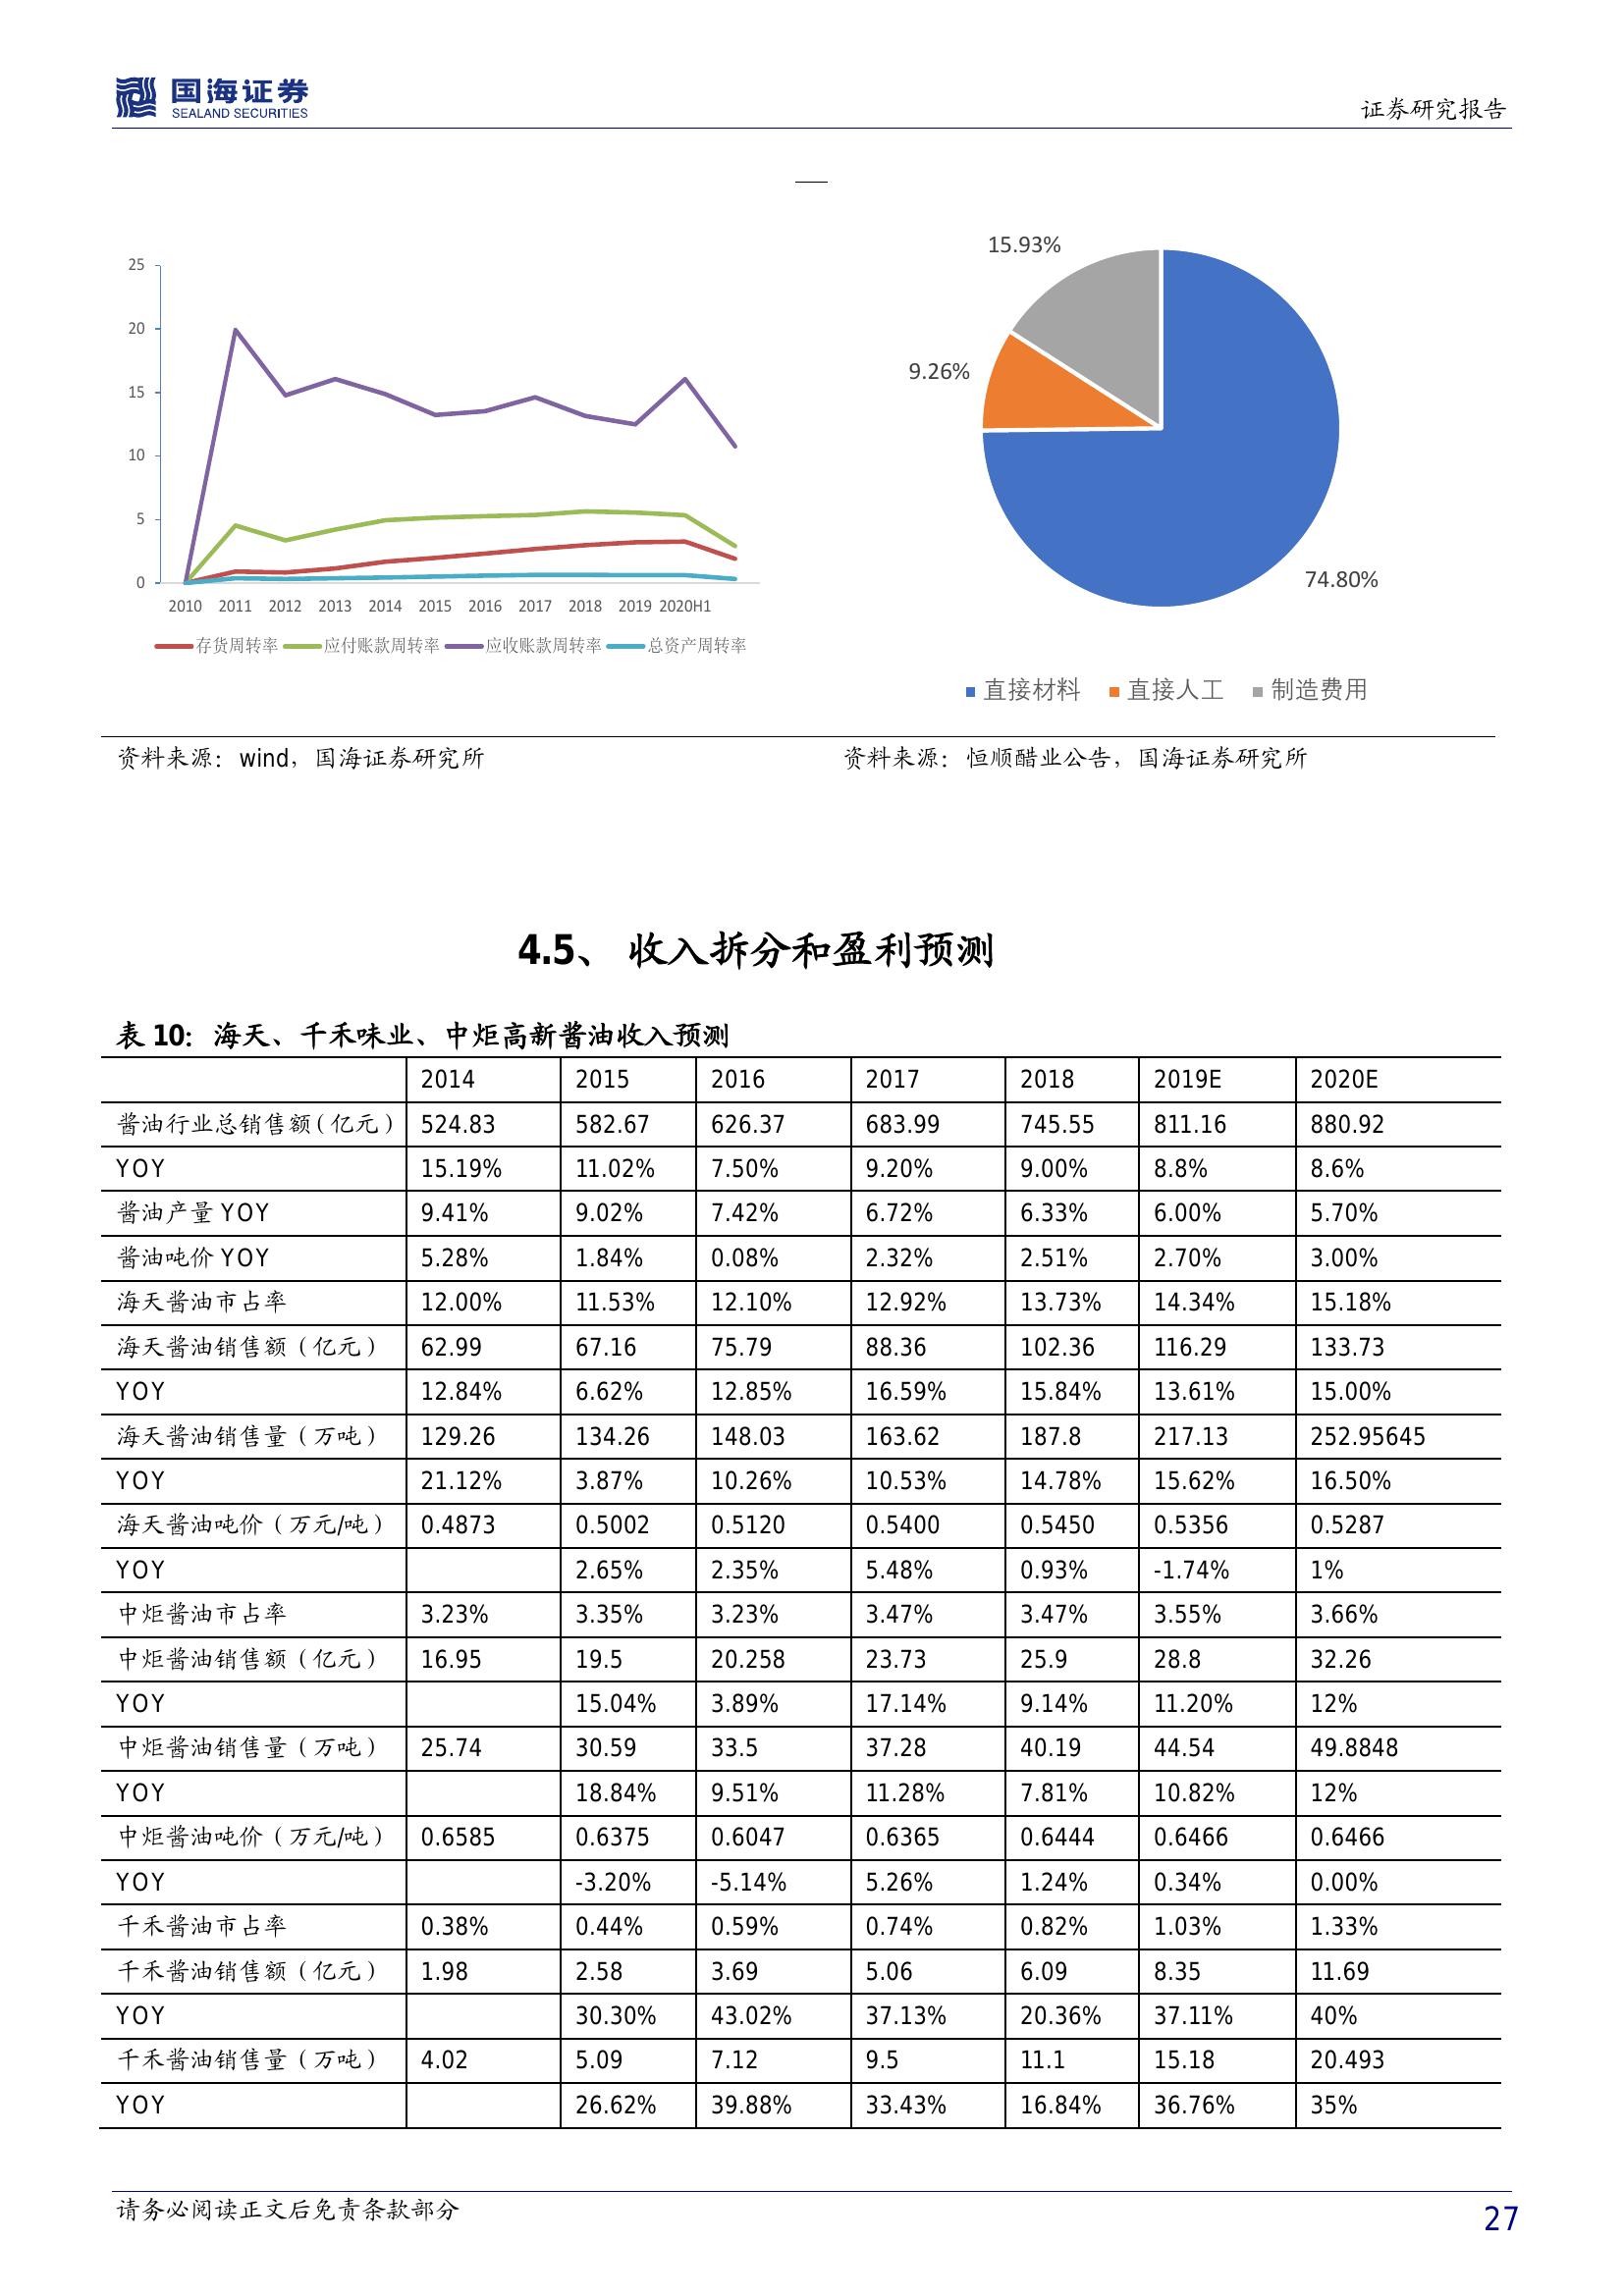 国海证券
SEALAND SECURITIES
证券研究报告
25
20
15
10
5
0
2010 2011 2012 2013 2014 2015 2016 2017 2018 2019 2020H1
存货周转率 应付账款周转率 应收账款周转率 总资产周转率
15.93%
9.26%
74.80%
直接材料 直接人工 制造费用
资料来源：wind，国海证券研究所
资料来源：恒顺醋业公告，国海证券研究所
4.5、 收入拆分和盈利预测
表 10：海天、千禾味业、中炬高新酱油收入预测
2014 2015 2016 2017 2018 2019E 2020E
酱油行业总销售额（亿元） 524.83 582.67 626.37 683.99 745.55 811.16 880.92
YOY 15.19% 11.02% 7.50% 9.20% 9.00% 8.8% 8.6%
酱油产量 YOY 9.41% 9.02% 7.42% 6.72% 6.33% 6.00% 5.70%
酱油吨价 YOY 5.28% 1.84% 0.08% 2.32% 2.51% 2.70% 3.00%
海天酱油市占率 12.00% 11.53% 12.10% 12.92% 13.73% 14.34% 15.18%
海天酱油销售额（亿元） 62.99 67.16 75.79 88.36 102.36 116.29 133.73
YOY 12.84% 6.62% 12.85% 16.59% 15.84% 13.61% 15.00%
海天酱油销售量（万吨） 129.26 134.26 148.03 163.62 187.8 217.13 252.95645
YOY 21.12% 3.87% 10.26% 10.53% 14.78% 15.62% 16.50%
海天酱油吨价（万元/吨） 0.4873 0.5002 0.5120 0.5400 0.5450 0.5356 0.5287
YOY 2.65% 2.35% 5.48% 0.93% -1.74% 1%
中炬酱油市占率 3.23% 3.35% 3.23% 3.47% 3.47% 3.55% 3.66%
中炬酱油销售额（亿元） 16.95 19.5 20.258 23.73 25.9 28.8 32.26
YOY 15.04% 3.89% 17.14% 9.14% 11.20% 12%
中炬酱油销售量（万吨） 25.74 30.59 33.5 37.28 40.19 44.54 49.8848
YOY 18.84% 9.51% 11.28% 7.81% 10.82% 12%
中炬酱油吨价（万元/吨） 0.6585 0.6375 0.6047 0.6365 0.6444 0.6466 0.6466
YOY -3.20% -5.14% 5.26% 1.24% 0.34% 0.00%
千禾酱油市占率 0.38% 0.44% 0.59% 0.74% 0.82% 1.03% 1.33%
千禾酱油销售额（亿元） 1.98 2.58 3.69 5.06 6.09 8.35 11.69
YOY 30.30% 43.02% 37.13% 20.36% 37.11% 40%
千禾酱油销售量（万吨） 4.02 5.09 7.12 9.5 11.1 15.18 20.493
YOY 26.62% 39.88% 33.43% 16.84% 36.76% 35%
请务必阅读正文后免责条款部分
27